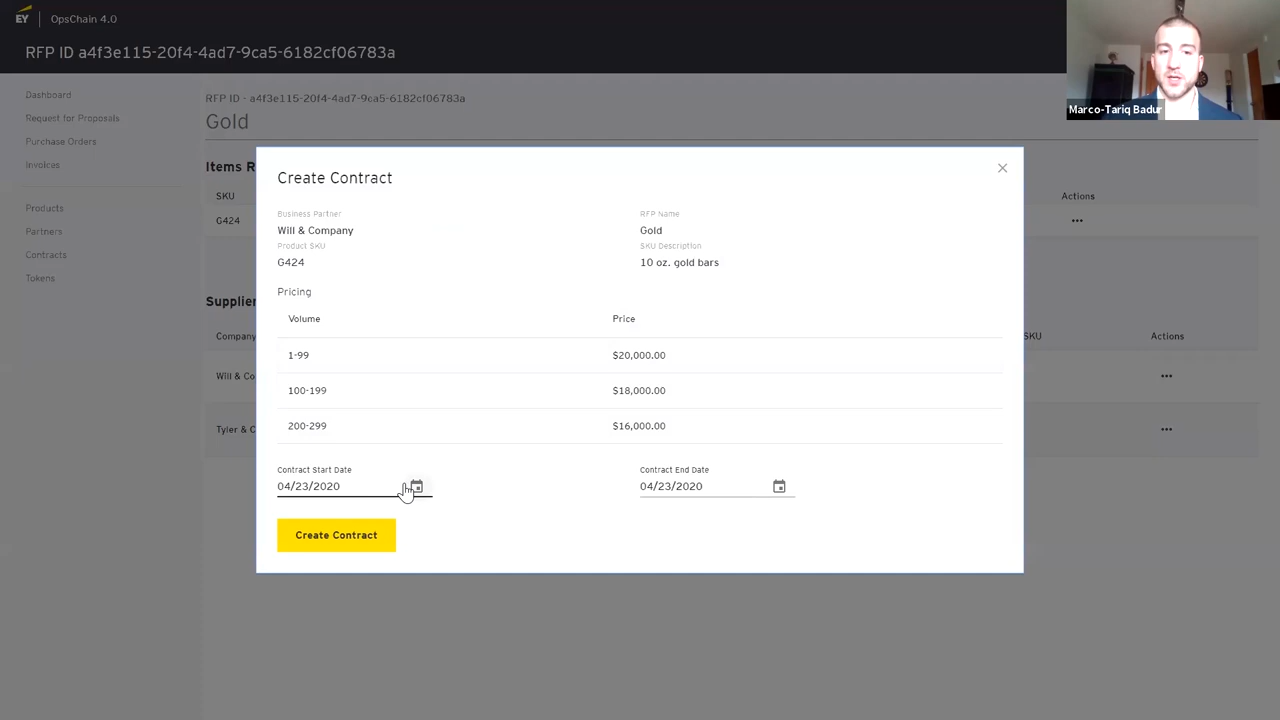 EY | OpsChain 4.0
RFP ID a4f3e115-20f4-4ad7-9ca5-6182cf06783a
Marco-Tariq Badur
Dashboard
Request for Proposals
Purchase Orders
Invoices
Products
Partners
Contracts
Tokens
RFP ID - a4f3e115-20f4-4ad7-9ca5-6182cf06783a
Gold
Items R
SKU
Actions
G424
...
Supplier
Company
SKU
Actions
Will & Co
...
Tyler & C
...
Create Contract
Business Partner
RFP Name
Will & Company
Gold
Product SKU
SKU Description
G424
10 oz. gold bars
Pricing
Volume
Price
1-99
$20,000.00
100-199
$18,000.00
200-299
$16,000.00
Contract Start Date
Contract End Date
04/23/2020
04/23/2020
Create Contract